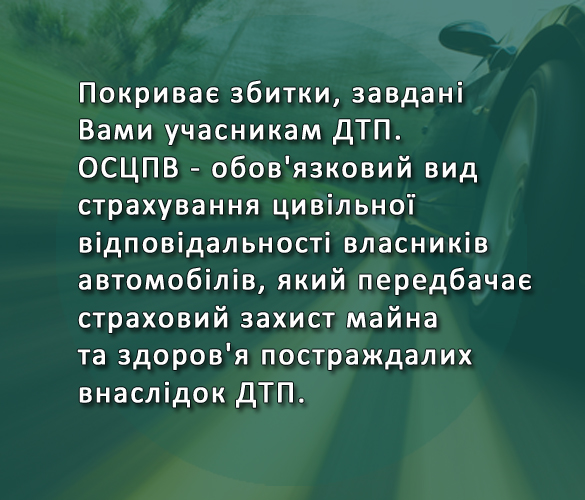 Покриває збитки, завдані
Вами учасникам ДТП.
ОСЦПВ - обов'язковий вид
страхування цивільної
відповідальності власників
автомобілів, який передбачає
страховий захист майна
та здоров'я постраждалих
внаслідок ДТП.